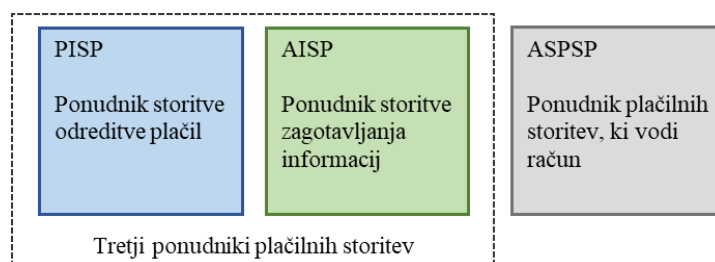 PISP
Ponudnik storitve
odreditve plačil
AISP
Ponudnik storitve
zagotavljanja
informacij
ASPSP
Ponudnik plačilnih
storitev, ki vodi
račun
Tretji ponudniki plačilnih storitev